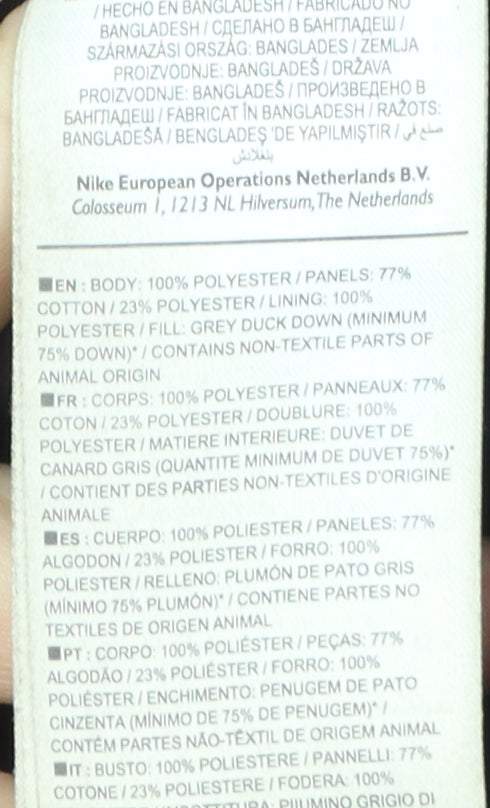 / HECHO EN BANGLADESH / FABRICADO NO
BANGLADESH / СДЕЛАНО В БАНГЛАДЕШ /
SZÁRMAZÁSI ORSZÁG: BANGLADES / ZEMLJA
PROIZVODNJE: BANGLADEŠ / DRŽAVA
PROIZVODNJE: BANGLADEŠ / ПРОИЗВЕДЕНО В
БАНГЛАДЕШ / FABRICAT ÎN BANGLADESH / RAŽOTS:
BANGLADEŠĀ / BENGLADEŞ 'DE YAPILMIŞTIR / صنع في
بنغلادش
Nike European Operations Netherlands B.V.
Colosseum 1, 1213 NL Hilversum, The Netherlands
EN : BODY: 100% POLYESTER / PANELS: 77%
COTTON / 23% POLYESTER / LINING: 100%
POLYESTER / FILL: GREY DUCK DOWN (MINIMUM
75% DOWN)* / CONTAINS NON-TEXTILE PARTS OF
ANIMAL ORIGIN
FR : CORPS: 100% POLYESTER / PANNEAUX: 77%
COTON / 23% POLYESTER / DOUBLURE: 100%
POLYESTER / MATIERE INTERIEURE: DUVET DE
CANARD GRIS (QUANTITE MINIMUM DE DUVET 75%)*
/ CONTIENT DES PARTIES NON-TEXTILES D'ORIGINE
ANIMALE
ES : CUERPO: 100% POLIESTER / PANELES: 77%
ALGODON / 23% POLIESTER / FORRO: 100%
POLIESTER / RELLENO: PLUMÓN DE PATO GRIS
(MÍNIMO 75% PLUMÓN)* / CONTIENE PARTES NO
TEXTILES DE ORIGEN ANIMAL
PT : CORPO: 100% POLIÉSTER / PEÇAS: 77%
ALGODÃO / 23% POLIÉSTER / FORRO: 100%
POLIÉSTER / ENCHIMENTO: PENUGEM DE PATO
CINZENTA (MÍNIMO DE 75% DE PENUGEM)* /
CONTÊM PARTES NÃO-TÊXTIL DE ORIGEM ANIMAL
IT : BUSTO: 100% POLIESTERE / PANNELLI: 77%
COTONE / 23% POLIESTERE / FODERA: 100%
PIUMINO GRIGIO DI